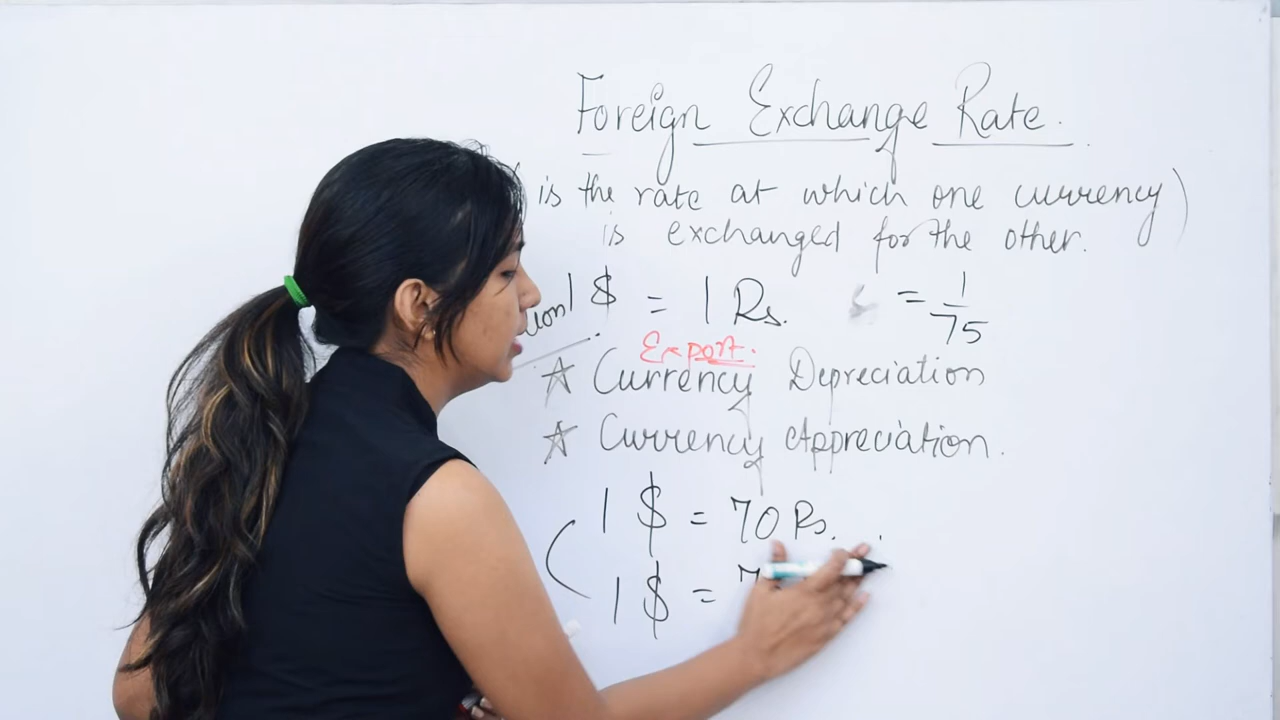 Foreign Exchange Rate.
is the rate at which one currency)
is exchanged for the other.
1 $ = 1 Rs. = 1/75
Export.
☆ Currency Depreciation
☆ Currency Appreciation.
( 1 $ = 70 Rs.
1 $ = 7